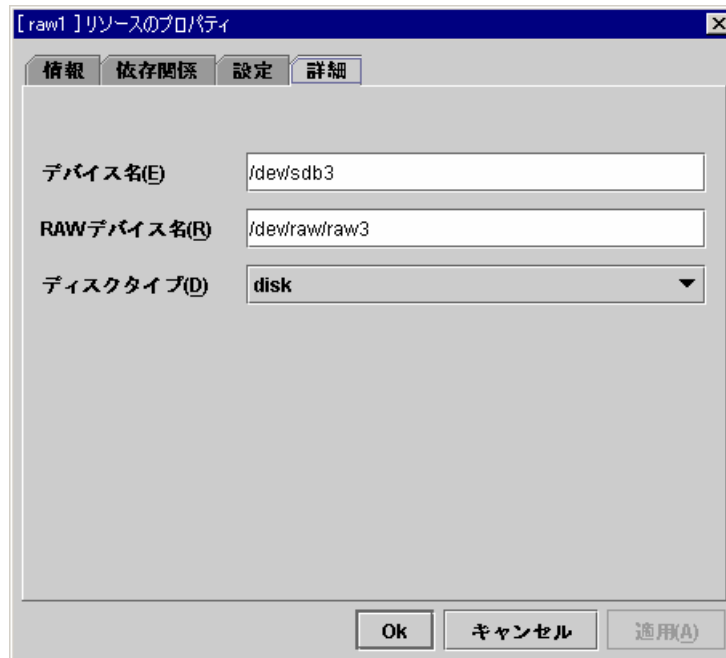 [ raw1 ]リソースのプロパティ
情報 依存関係 設定 詳細
デバイス名(E) /dev/sdb3
RAWデバイス名(R) /dev/raw/raw3
ディスクタイプ(D) disk
Ok キャンセル 適用(A)